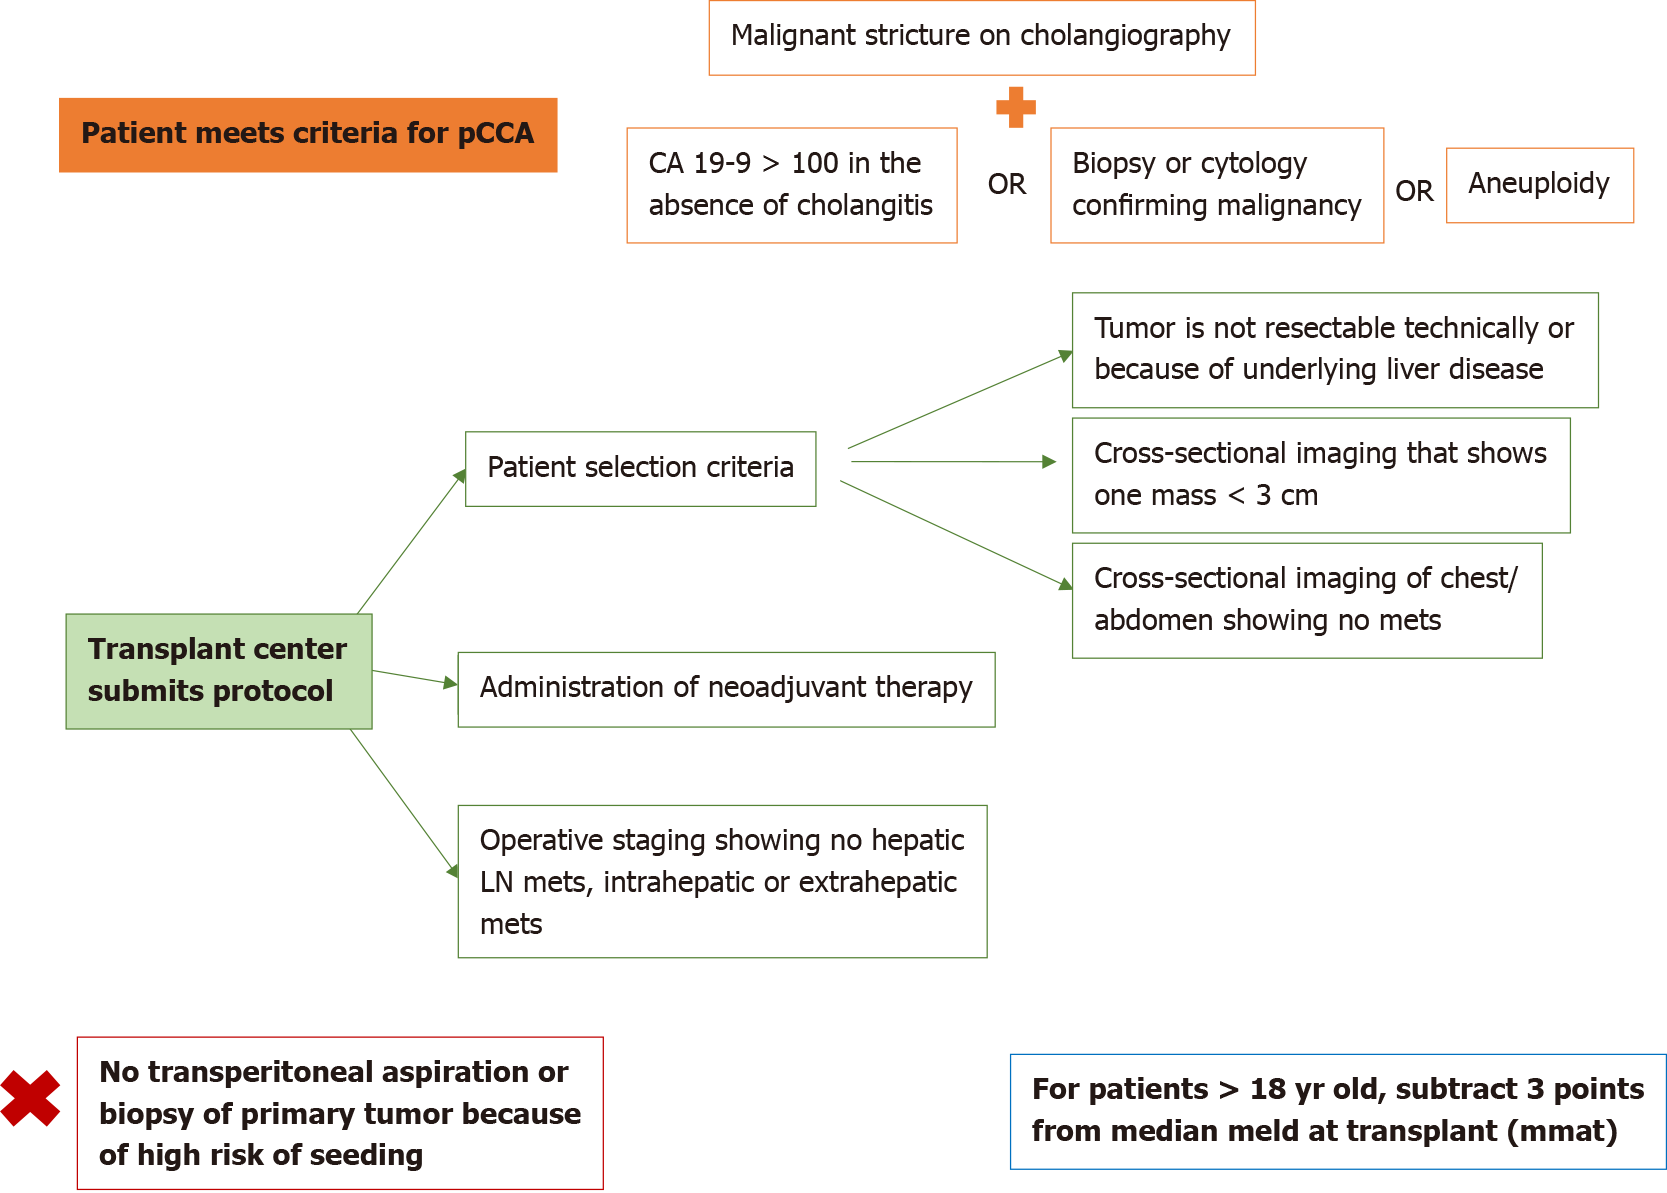 Malignant stricture on cholangiography
Patient meets criteria for pCCA
CA 19-9 > 100 in the
absence of cholangitis
OR
Biopsy or cytology
confirming malignancy
OR
Aneuploidy
Tumor is not resectable technically or
because of underlying liver disease
Patient selection criteria
Cross-sectional imaging that shows
one mass < 3 cm
Cross-sectional imaging of chest/
abdomen showing no mets
Transplant center
submits protocol
Administration of neoadjuvant therapy
Operative staging showing no hepatic
LN mets, intrahepatic or extrahepatic
mets
No transperitoneal aspiration or
biopsy of primary tumor because
of high risk of seeding
For patients > 18 yr old, subtract 3 points
from median meld at transplant (mmat)